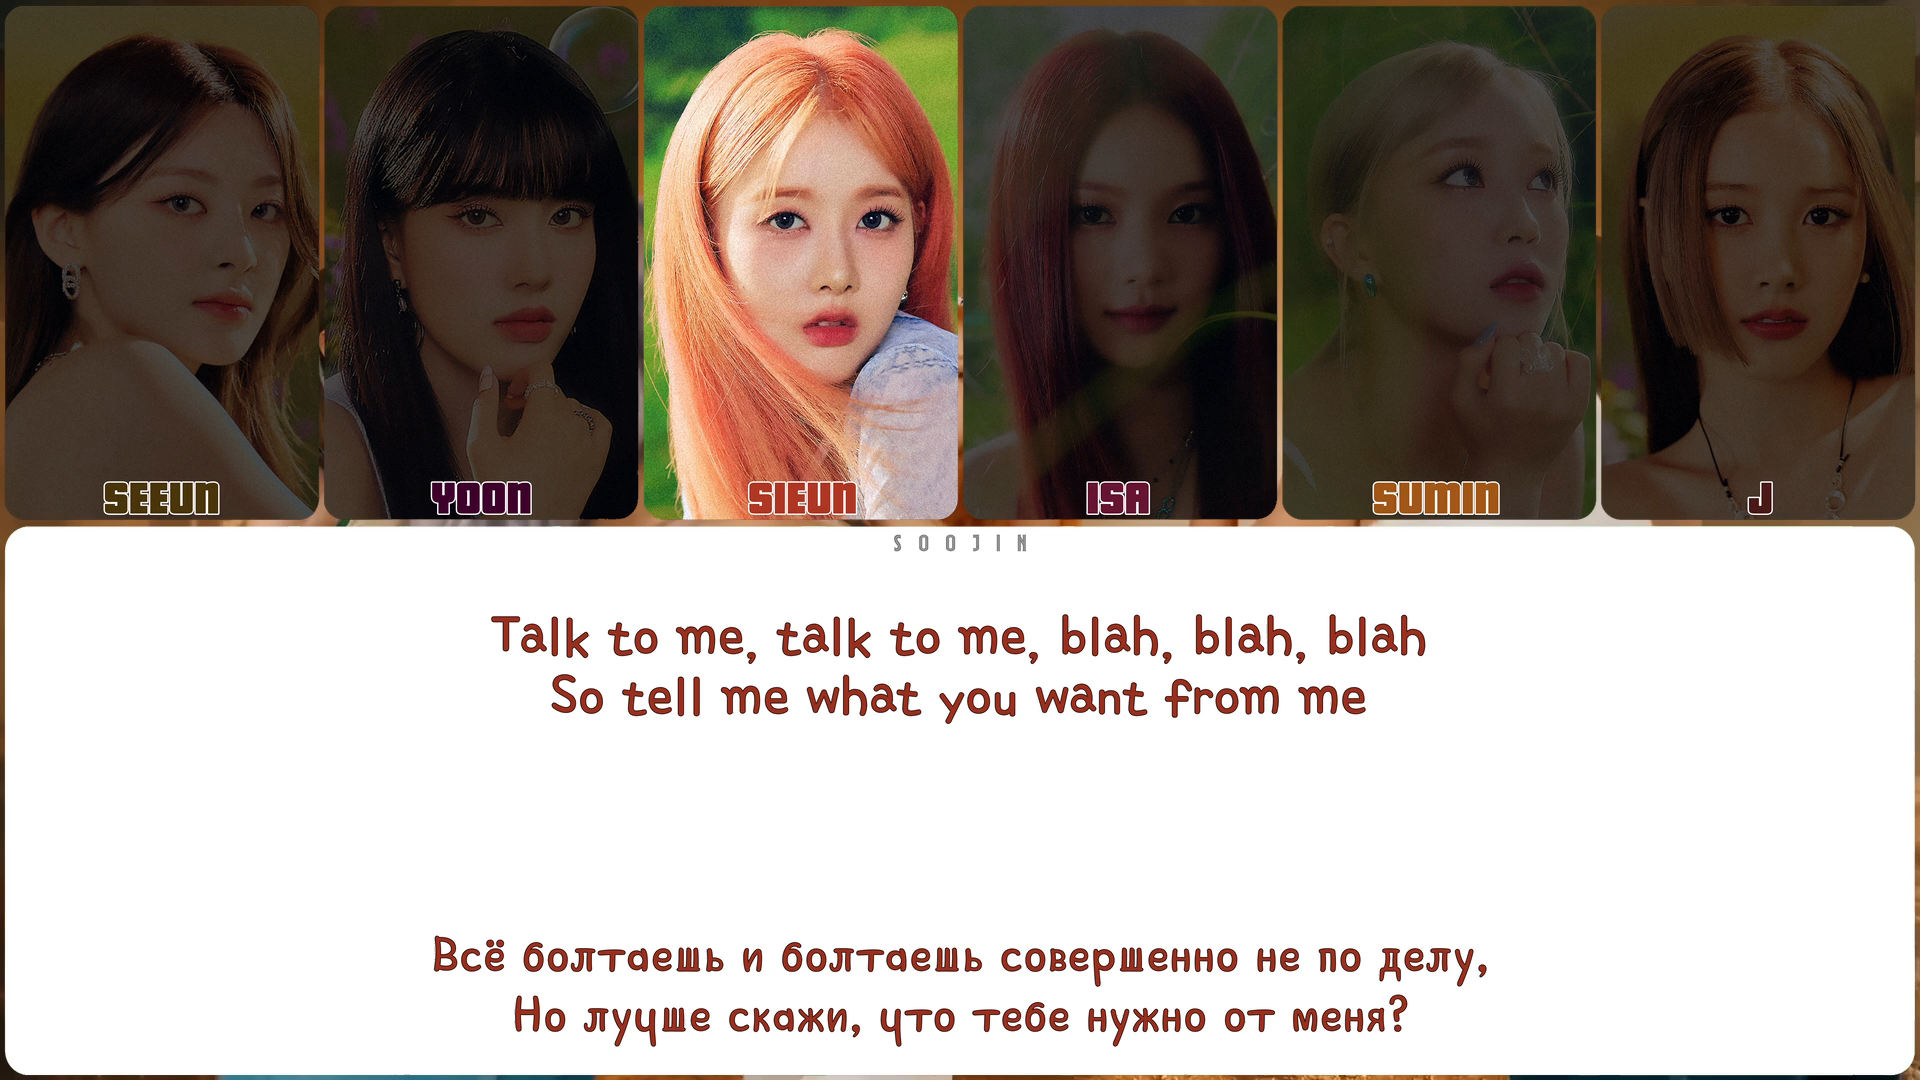 SEEUN
YOON
SIEUN
ISA
SUMIN
J
SOOJIN
Talk to me, talk to me, blah, blah, blah
So tell me what you want from me
Всё болтаешь и болтаешь совершенно не по делу,
Но лучше скажи, что тебе нужно от меня?